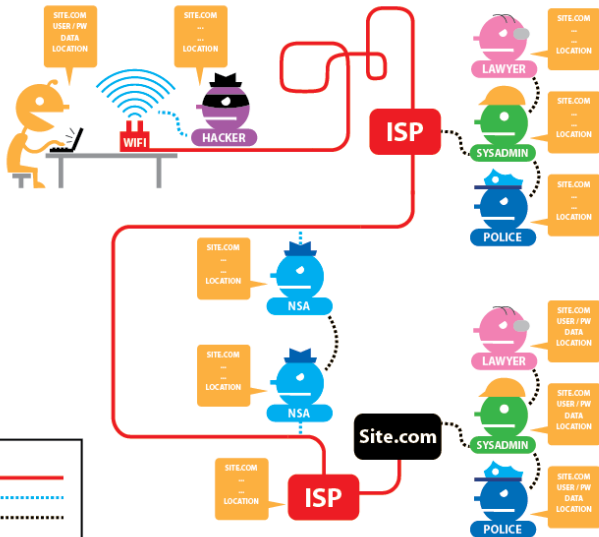 SITE.COM
USER / PW
DATA
LOCATION
SITE.COM
...
...
LOCATION
WIFI
HACKER
ISP
SITE.COM
...
...
LOCATION
LAWYER
SITE.COM
...
...
LOCATION
SYSADMIN
SITE.COM
...
...
LOCATION
POLICE
SITE.COM
...
...
LOCATION
NSA
SITE.COM
...
...
LOCATION
NSA
SITE.COM
...
...
LOCATION
ISP
Site.com
SITE.COM
USER / PW
DATA
LOCATION
LAWYER
SITE.COM
USER / PW
DATA
LOCATION
SYSADMIN
SITE.COM
USER / PW
DATA
LOCATION
POLICE